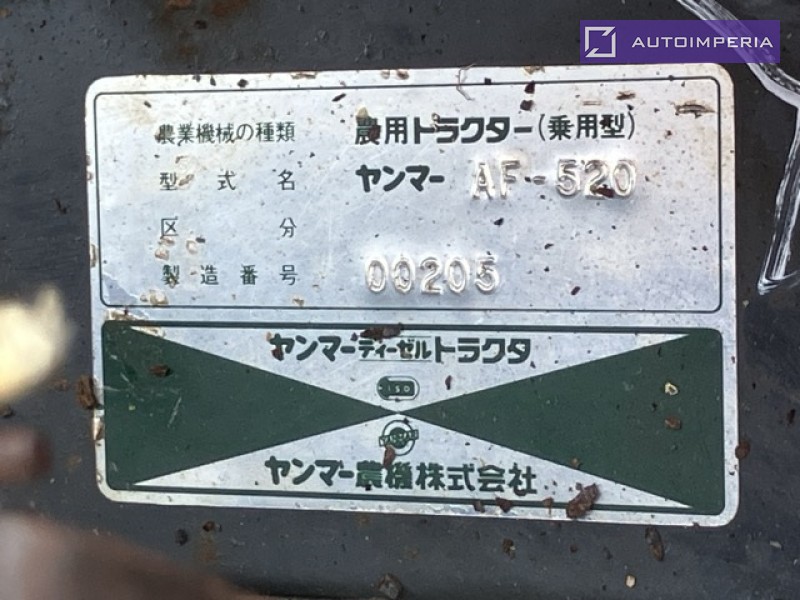 AUTOIMPERIA
農業機械の種類 農用トラクター(乗用型)
型式名 ヤンマー AF-520
区分
製造番号 00205
ヤンマーディーゼルトラクタ
ISO
ヤンマー農機株式会社